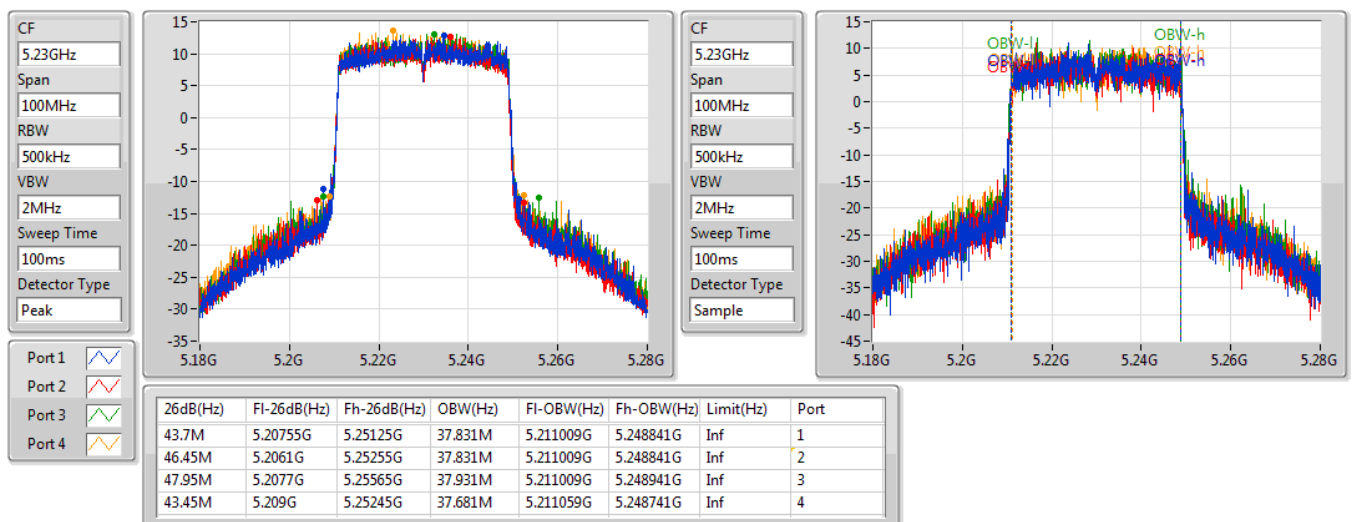 CF
5.23GHz
Span
100MHz
RBW
500kHz
VBW
2MHz
Sweep Time
100ms
Detector Type
Peak
15
10
5
0
-5
-10
-15
-20
-25
-30
-35
5.18G 5.2G 5.22G 5.24G 5.26G 5.28G
CF
5.23GHz
Span
100MHz
RBW
500kHz
VBW
2MHz
Sweep Time
100ms
Detector Type
Sample
15
10
5
0
-5
-10
-15
-20
-25
-30
-35
-40
-45
OBW-l OBW-h
OBW-h
5.18G 5.2G 5.22G 5.24G 5.26G 5.28G
Port 1
Port 2
Port 3
Port 4
26dB(Hz) Fl-26dB(Hz) Fh-26dB(Hz) OBW(Hz) Fl-OBW(Hz) Fh-OBW(Hz) Limit(Hz) Port
43.7M 5.20755G 5.25125G 37.831M 5.211009G 5.248841G Inf 1
46.45M 5.2061G 5.25255G 37.831M 5.211009G 5.248841G Inf 2
47.95M 5.2077G 5.25565G 37.931M 5.211009G 5.248941G Inf 3
43.45M 5.209G 5.25245G 37.681M 5.211059G 5.248741G Inf 4